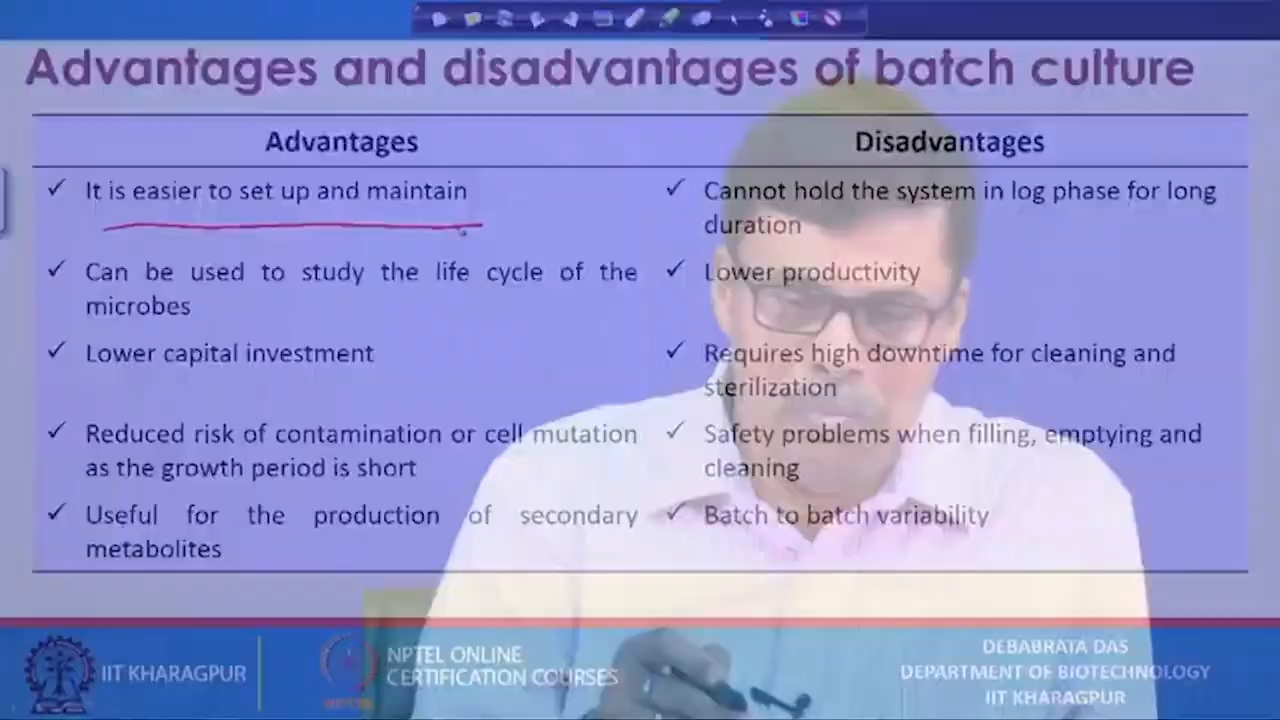 Advantages and disadvantages of batch culture
Advantages
Disadvantages
✓ It is easier to set up and maintain
✓ Can be used to study the life cycle of the
microbes
✓ Lower capital investment
✓ Reduced risk of contamination or cell mutation
as the growth period is short
✓ Useful for the production of secondary
metabolites
✓ Cannot hold the system in log phase for long
duration
✓ Lower productivity
✓ Requires high downtime for cleaning and
sterilization
✓ Safety problems when filling, emptying and
cleaning
✓ Batch to batch variability
IIT KHARAGPUR
NPTEL ONLINE
CERTIFICATION COURSES
DEBABRATA DAS
DEPARTMENT OF BIOTECHNOLOGY
IIT KHARAGPUR